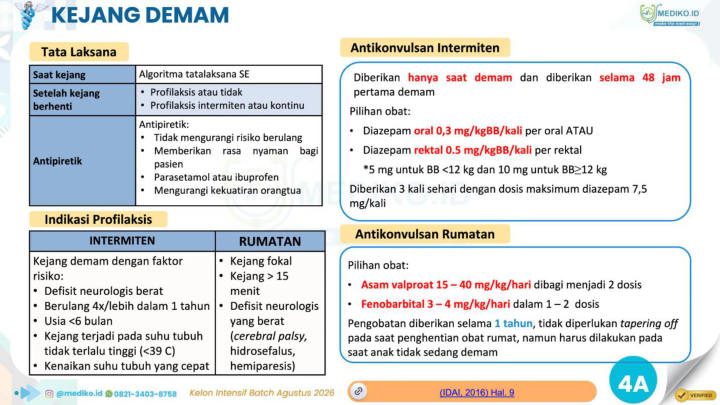 KEJANG DEMAM
MEDIKO.ID
Tata Laksana
Saat kejang
Algoritma tatalaksana SE
Setelah kejang
berhenti
• Profilaksis atau tidak
• Profilaksis intermiten atau kontinu
Antipiretik
Antipiretik:
• Tidak mengurangi risiko berulang
• Memberikan rasa nyaman bagi
pasien
• Parasetamol atau ibuprofen
• Mengurangi kekuatiran orangtua
Indikasi Profilaksis
INTERMITEN
RUMATAN
Kejang demam dengan faktor
risiko:
• Defisit neurologis berat
• Berulang 4x/lebih dalam 1 tahun
• Usia <6 bulan
• Kejang terjadi pada suhu tubuh
tidak terlalu tinggi (<39 C)
• Kenaikan suhu tubuh yang cepat
• Kejang fokal
• Kejang > 15
menit
• Defisit neurologis
yang berat
(cerebral palsy,
hidrosefalus,
hemiparesis)
Antikonvulsan Intermiten
Diberikan hanya saat demam dan diberikan selama 48 jam
pertama demam
Pilihan obat:
• Diazepam oral 0,3 mg/kgBB/kali per oral ATAU
• Diazepam rektal 0.5 mg/kgBB/kali per rektal
*5 mg untuk BB <12 kg dan 10 mg untuk BB≥12 kg
Diberikan 3 kali sehari dengan dosis maksimum diazepam 7,5
mg/kali
Antikonvulsan Rumatan
Pilihan obat:
• Asam valproat 15 – 40 mg/kg/hari dibagi menjadi 2 dosis
• Fenobarbital 3 – 4 mg/kg/hari dalam 1 – 2 dosis
Pengobatan diberikan selama 1 tahun, tidak diperlukan tapering off
pada saat penghentian obat rumat, namun harus dilakukan pada
saat anak tidak sedang demam
MEDIKO.ID
@mediko.id 0821-3403-8758
Kelon Intensif Batch Agustus 2026
(IDAI, 2016) Hal. 9
4A
VERIFIED